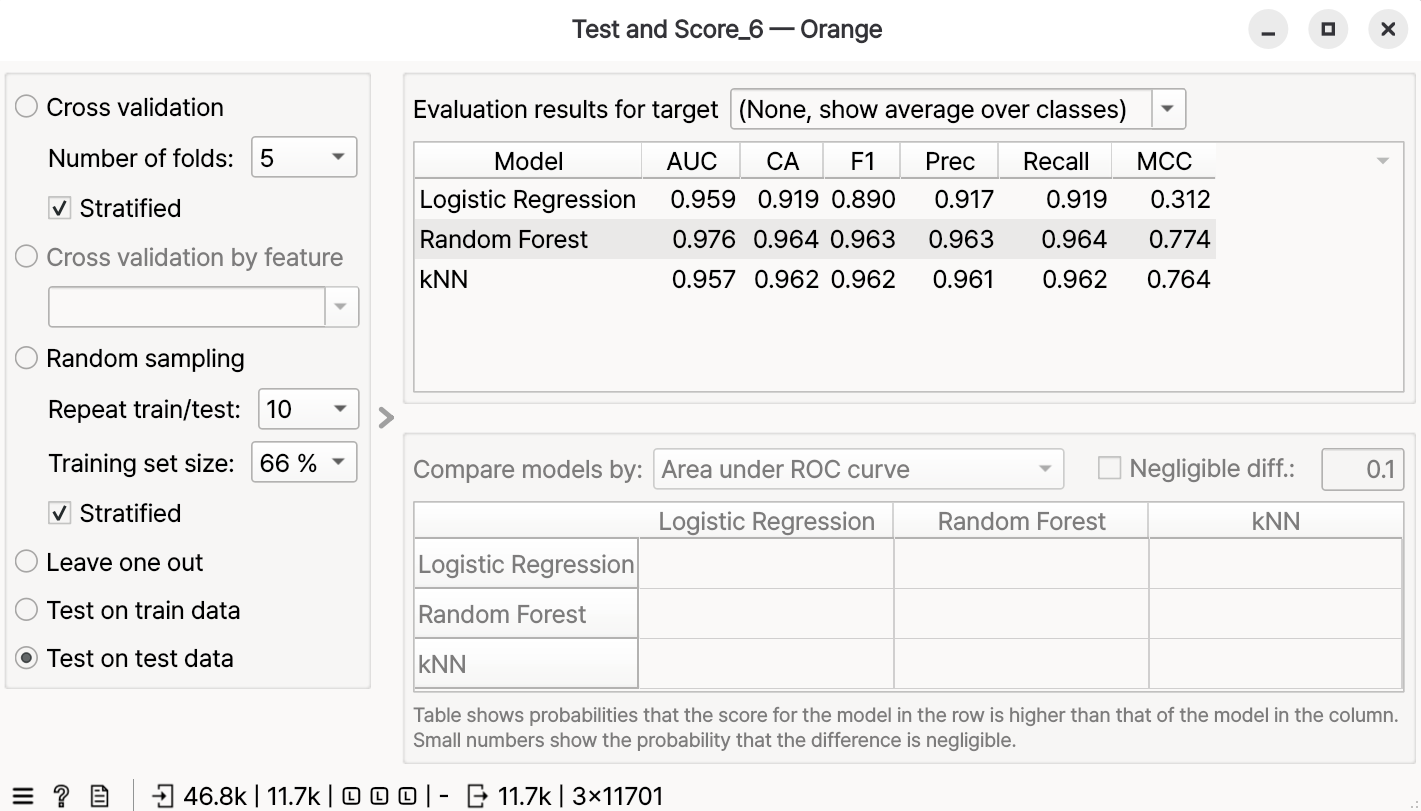 Test and Score_6 — Orange
Cross validation
Number of folds: 5
Stratified
Cross validation by feature
Random sampling
Repeat train/test: 10
Training set size: 66 %
Stratified
Leave one out
Test on train data
Test on test data
Evaluation results for target (None, show average over classes)
Model AUC CA F1 Prec Recall MCC
Logistic Regression 0.959 0.919 0.890 0.917 0.919 0.312
Random Forest 0.976 0.964 0.963 0.963 0.964 0.774
kNN 0.957 0.962 0.962 0.961 0.962 0.764
Compare models by: Area under ROC curve Negligible diff.: 0.1
Logistic Regression Random Forest kNN
Logistic Regression
Random Forest
kNN
Table shows probabilities that the score for the model in the row is higher than that of the model in the column.
Small numbers show the probability that the difference is negligible.
46.8k | 11.7k | L L L | - 11.7k | 3×11701